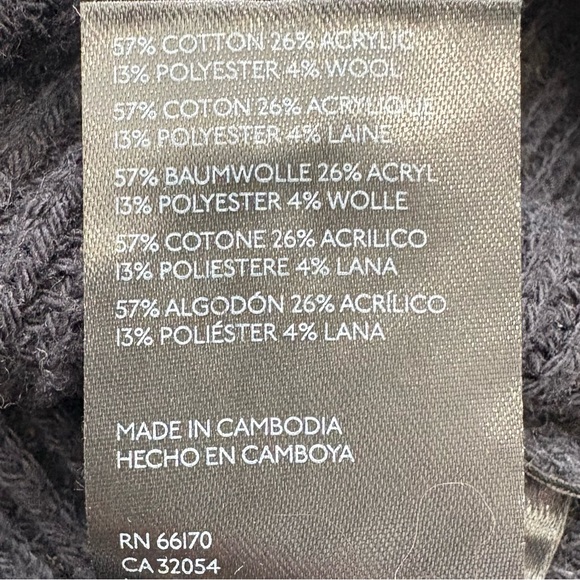 57% COTTON 26% ACRYLIC
13% POLYESTER 4% WOOL
57% COTON 26% ACRYLIQUE
13% POLYESTER 4% LAINE
57% BAUMWOLLE 26% ACRYL
13% POLYESTER 4% WOLLE
57% COTONE 26% ACRILICO
13% POLIESTERE 4% LANA
57% ALGODÓN 26% ACRÍLICO
13% POLIÉSTER 4% LANA
MADE IN CAMBODIA
HECHO EN CAMBOYA
RN 66170
CA 32054